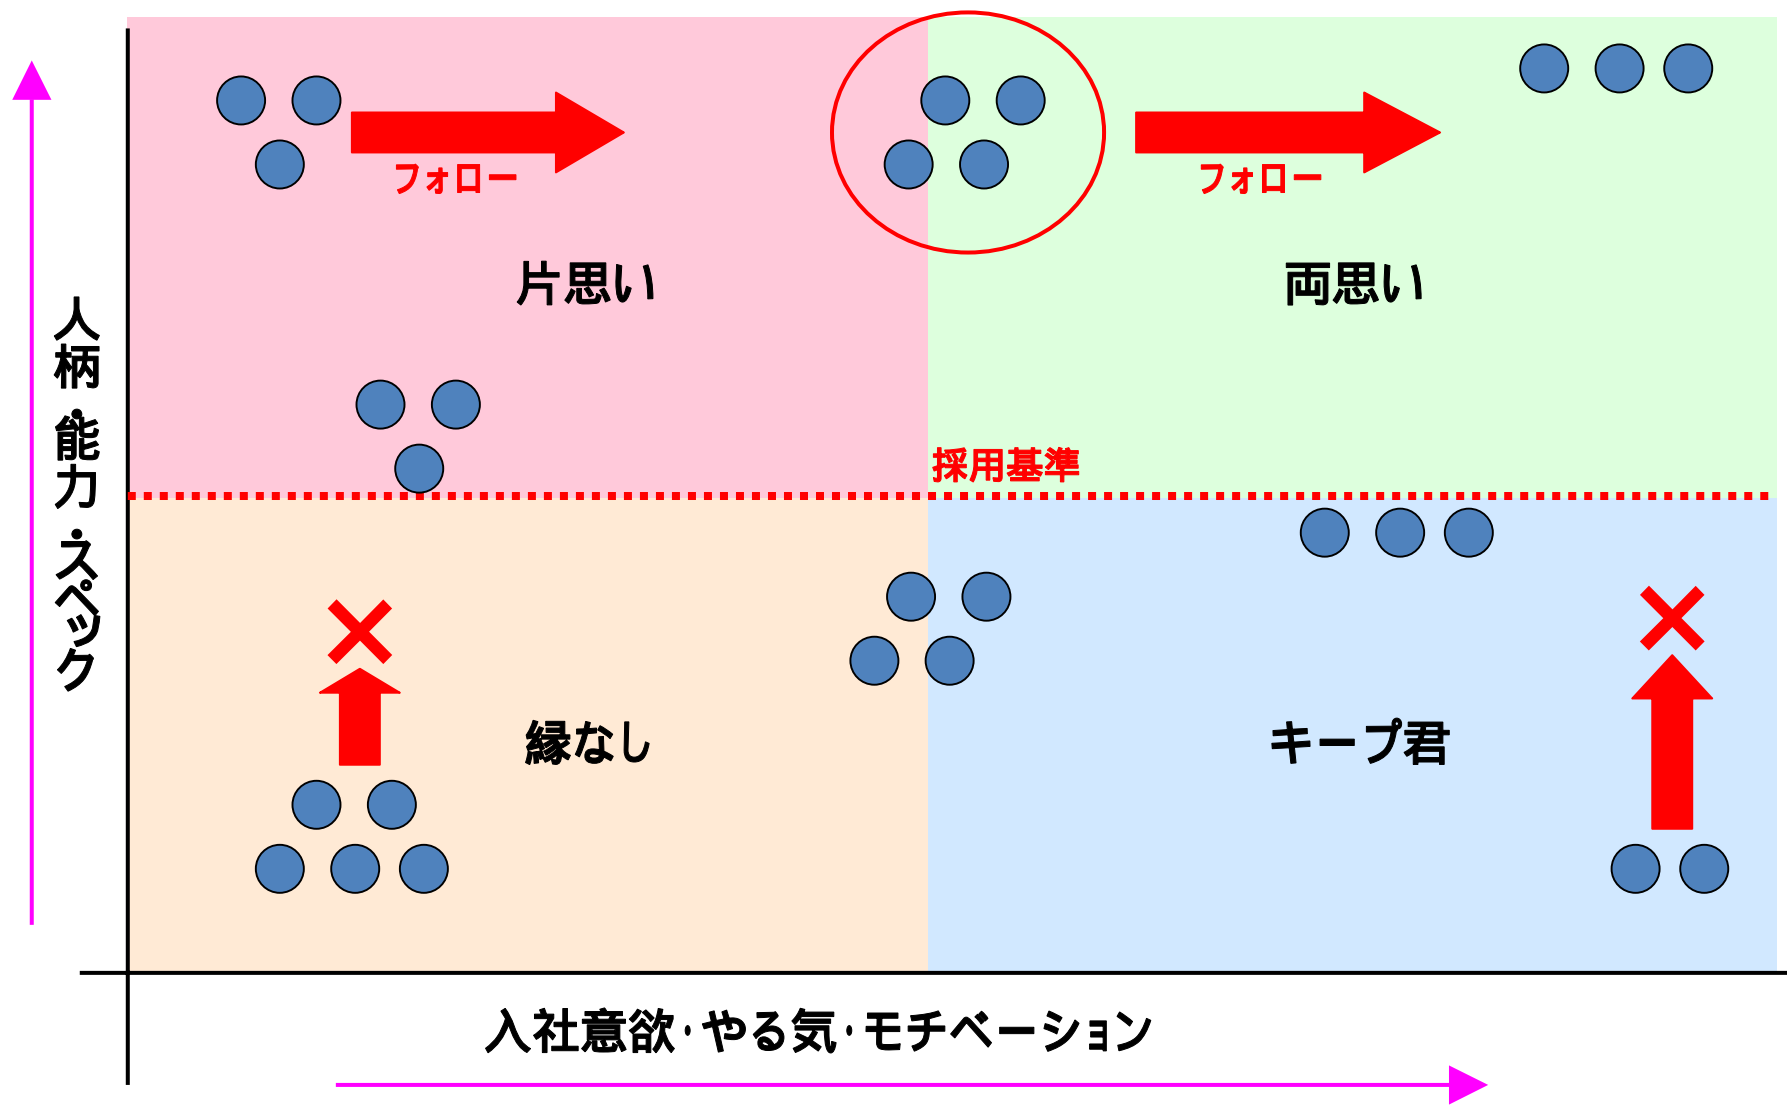 フォロー
フォロー
片思い
両思い
人柄・能力・スペック
採用基準
縁なし
キープ君
入社意欲・やる気・モチベーション